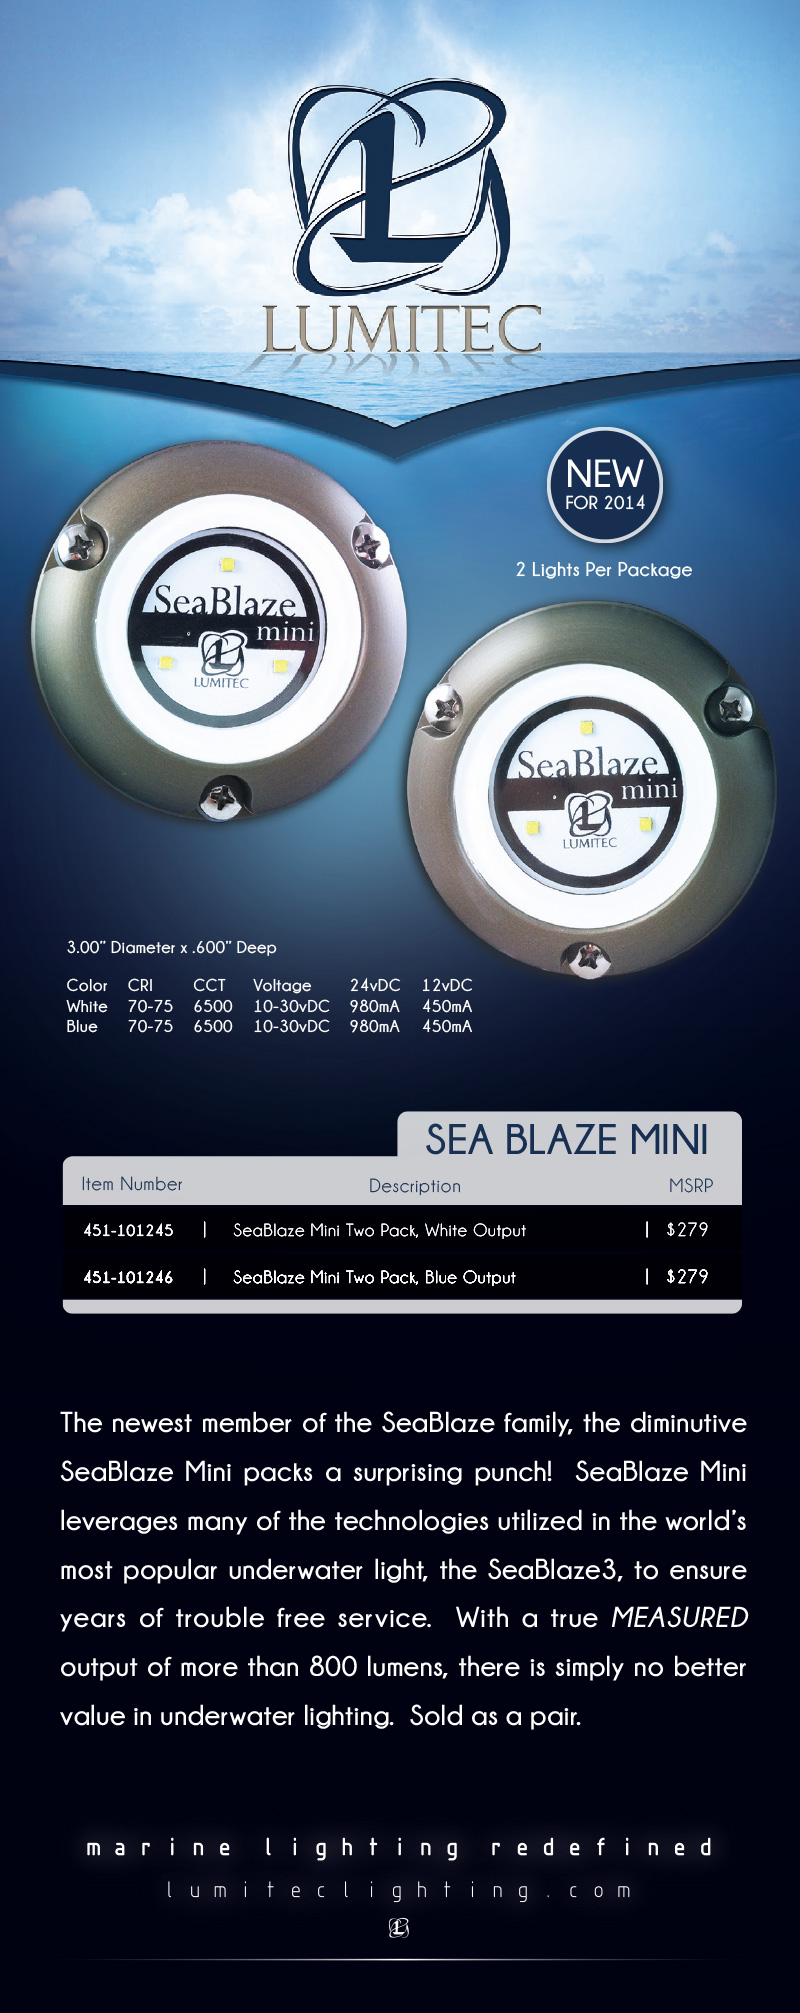 L
LUMITEC
NEW
FOR 2014
2 Lights Per Package
SeaBlaze
mini
L
LUMITEC
SeaBlaze
mini
L
LUMITEC
3.00" Diameter x .600" Deep
Color CRI CCT Voltage 24vDC 12vDC
White 70-75 6500 10-30vDC 980mA 450mA
Blue 70-75 6500 10-30vDC 980mA 450mA
SEA BLAZE MINI
Item Number Description MSRP
451-101245 | SeaBlaze Mini Two Pack, White Output | $279
451-101246 | SeaBlaze Mini Two Pack, Blue Output | $279
The newest member of the SeaBlaze family, the diminutive
SeaBlaze Mini packs a surprising punch! SeaBlaze Mini
leverages many of the technologies utilized in the world's
most popular underwater light, the SeaBlaze3, to ensure
years of trouble free service. With a true MEASURED
output of more than 800 lumens, there is simply no better
value in underwater lighting. Sold as a pair.
marine lighting redefined
lumiteclighting.com
L